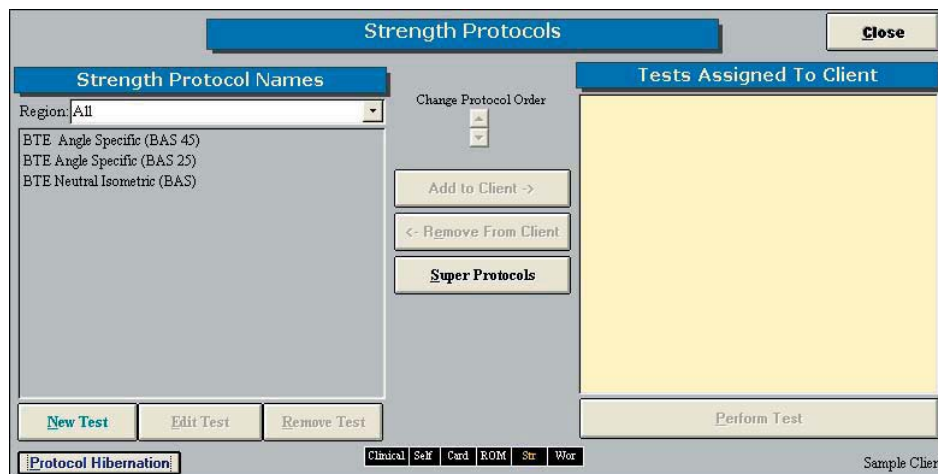 Strength Protocols
Close
Strength Protocol Names
Region: All
BTE  Angle Specific (BAS 45)
BTE Angle Specific (BAS 25)
BTE Neutral Isometric (BAS)
New Test
Edit Test
Remove Test
Protocol Hibernation
Change Protocol Order
Add to Client ->
<- Remove From Client
Super Protocols
Clinical Self Card ROM Str Wor
Tests Assigned To Client
Perform Test
Sample Clien